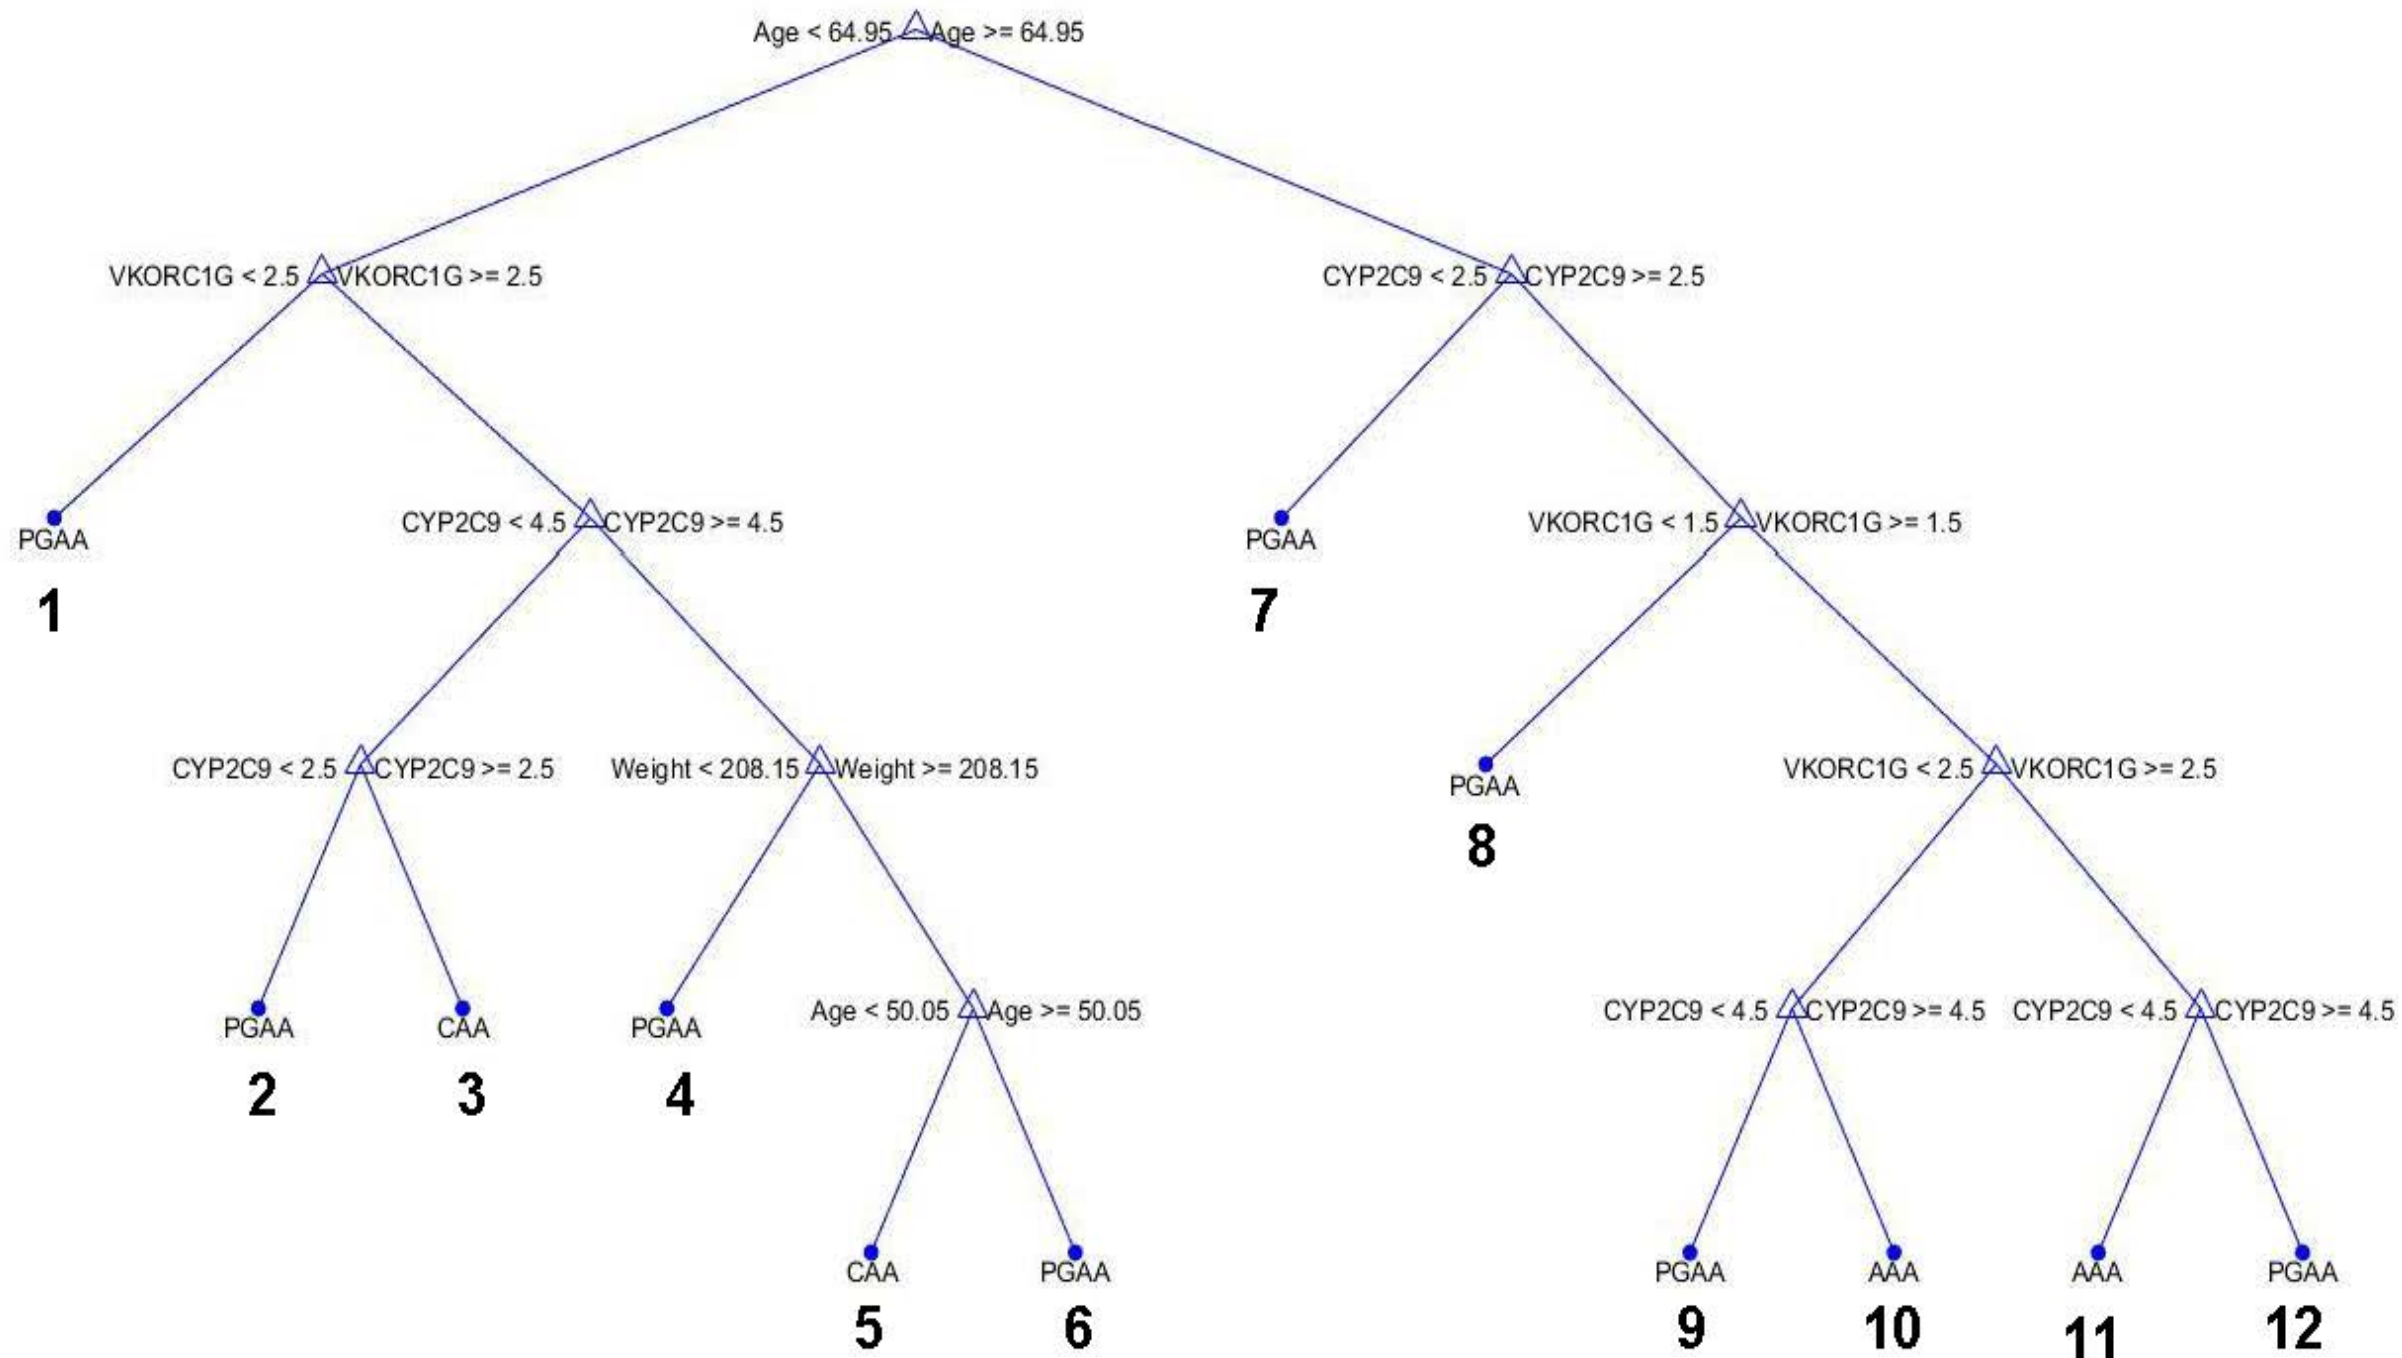 Age < 64.95 Age >= 64.95
VKORC1G < 2.5 VKORC1G >= 2.5
CYP2C9 < 2.5 CYP2C9 >= 2.5
PGAA
1
CYP2C9 < 4.5 CYP2C9 >= 4.5
PGAA
7
VKORC1G < 1.5 VKORC1G >= 1.5
CYP2C9 < 2.5 CYP2C9 >= 2.5
Weight < 208.15 Weight >= 208.15
PGAA
8
VKORC1G < 2.5 VKORC1G >= 2.5
PGAA
2
CAA
3
PGAA
4
Age < 50.05 Age >= 50.05
CYP2C9 < 4.5 CYP2C9 >= 4.5
CYP2C9 < 4.5 CYP2C9 >= 4.5
CAA
5
PGAA
6
PGAA
9
AAA
10
AAA
11
PGAA
12